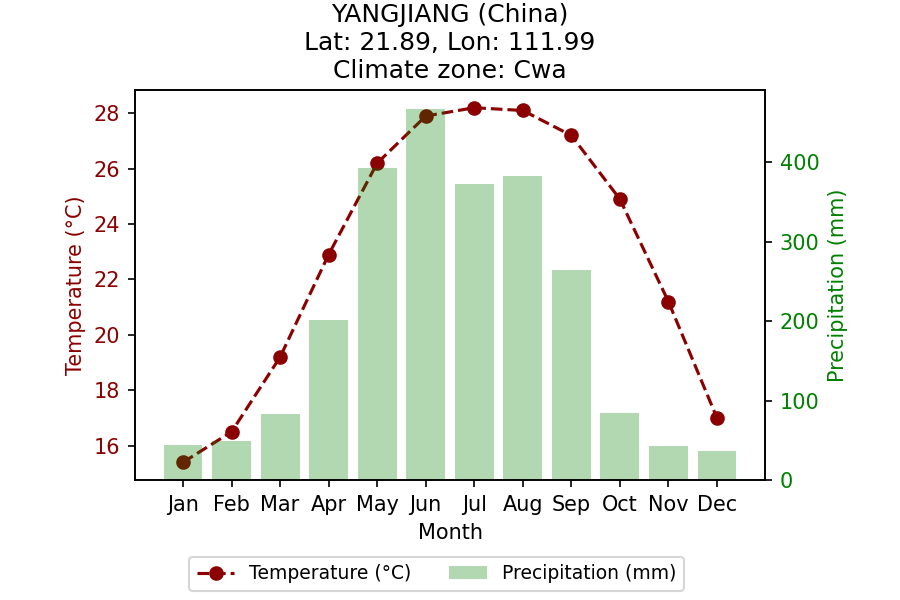 YANGJIANG (China)
Lat: 21.89, Lon: 111.99
Climate zone: Cwa
Temperature (°C)
28
26
24
22
20
18
16
400
300
200
100
0
Precipitation (mm)
Jan Feb Mar Apr May Jun Jul Aug Sep Oct Nov Dec
Month
Temperature (°C) Precipitation (mm)